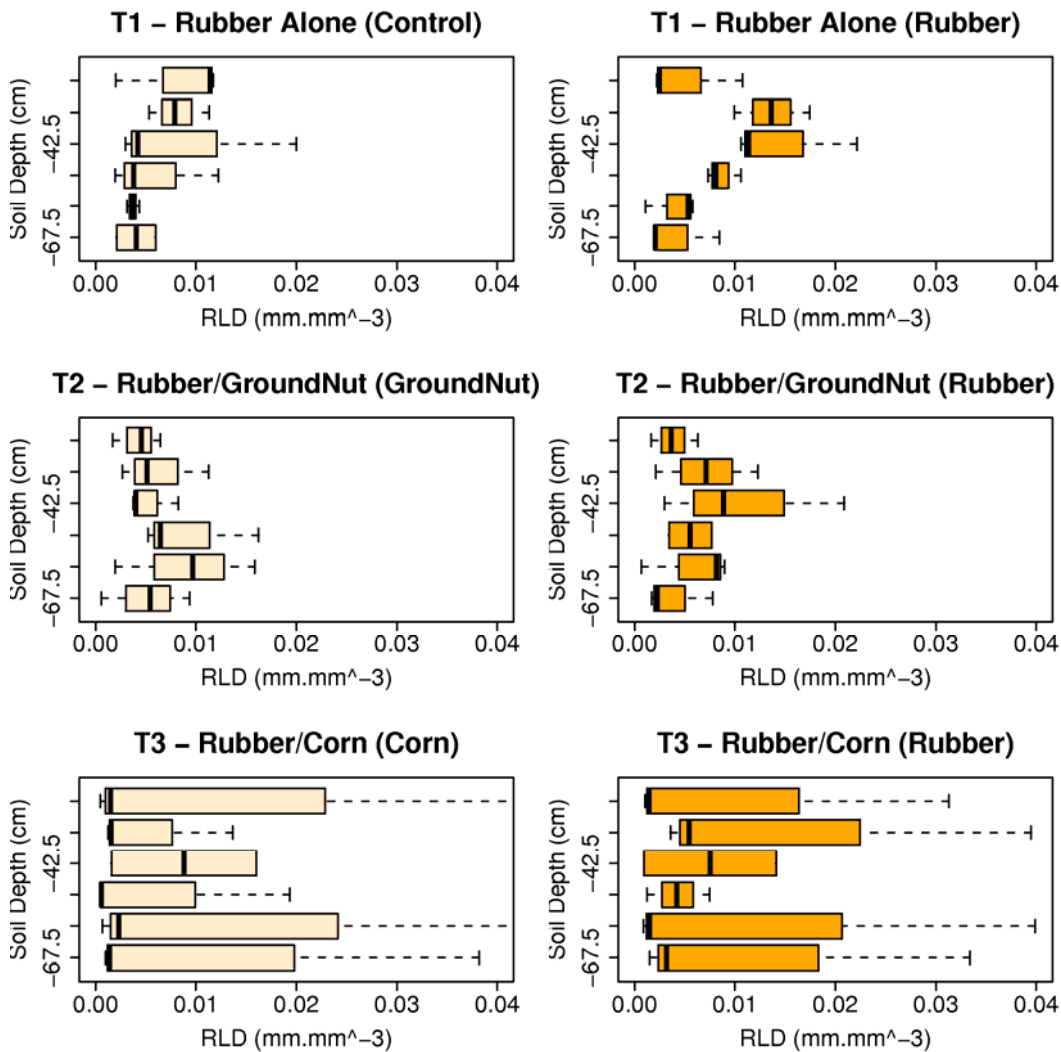 T1 – Rubber Alone (Control)
Soil Depth (cm)
−42.5
−67.5
0.00 0.01 0.02 0.03 0.04
RLD (mm.mm^−3)
T1 – Rubber Alone (Rubber)
Soil Depth (cm)
−42.5
−67.5
0.00 0.01 0.02 0.03 0.04
RLD (mm.mm^−3)
T2 – Rubber/GroundNut (GroundNut)
Soil Depth (cm)
−42.5
−67.5
0.00 0.01 0.02 0.03 0.04
RLD (mm.mm^−3)
T2 – Rubber/GroundNut (Rubber)
Soil Depth (cm)
−42.5
−67.5
0.00 0.01 0.02 0.03 0.04
RLD (mm.mm^−3)
T3 – Rubber/Corn (Corn)
Soil Depth (cm)
−42.5
−67.5
0.00 0.01 0.02 0.03 0.04
RLD (mm.mm^−3)
T3 – Rubber/Corn (Rubber)
Soil Depth (cm)
−42.5
−67.5
0.00 0.01 0.02 0.03 0.04
RLD (mm.mm^−3)